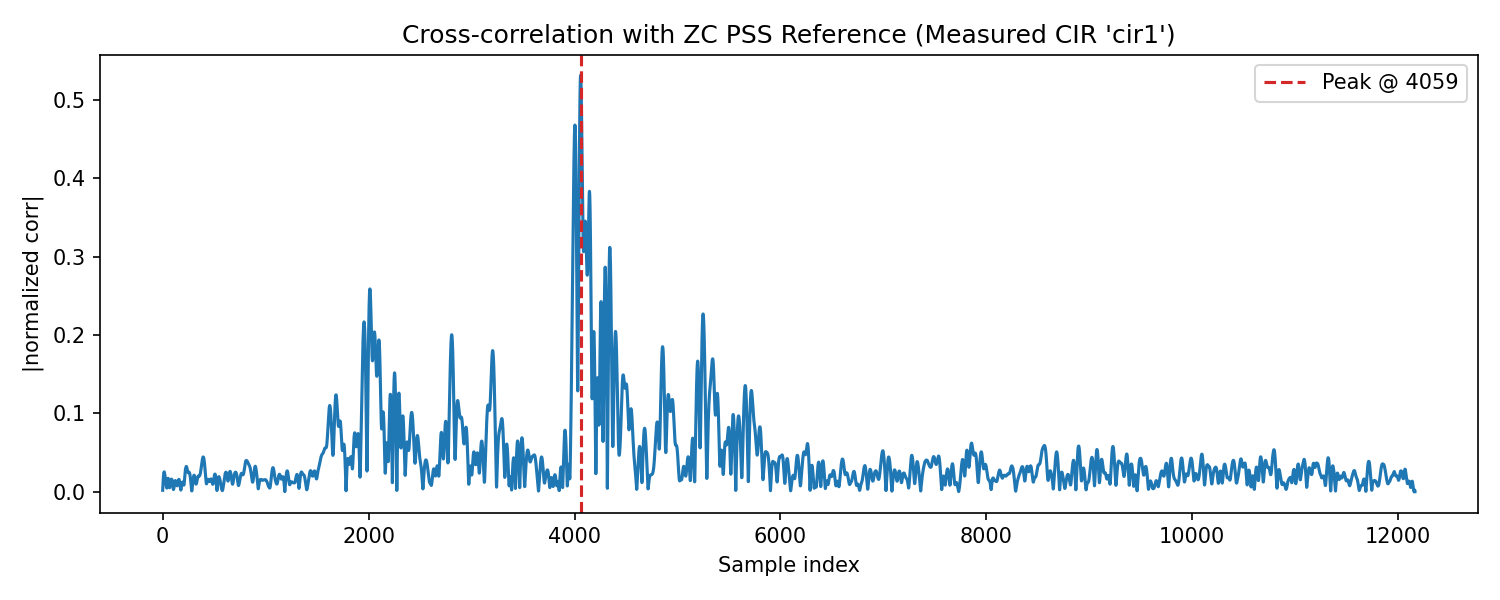 Cross-correlation with ZC PSS Reference (Measured CIR 'cir1')
Peak @ 4059
|normalized corr|
0.5
0.4
0.3
0.2
0.1
0.0
0 2000 4000 6000 8000 10000 12000
Sample index